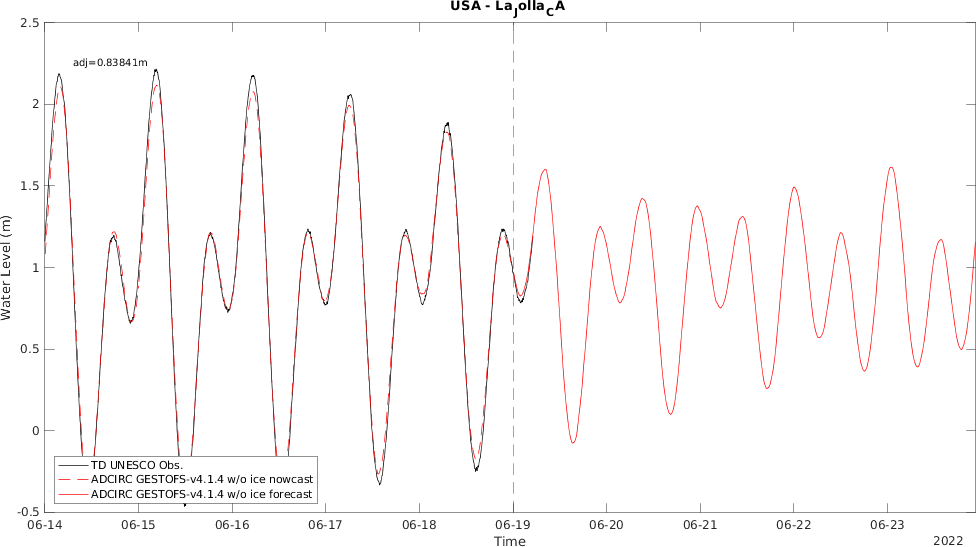 USA - LaJollaCA
adj=0.83841m
Water Level (m)
2.5
2
1.5
1
0.5
0
-0.5
TD UNESCO Obs.
ADCIRC GESTOFS-v4.1.4 w/o ice nowcast
ADCIRC GESTOFS-v4.1.4 w/o ice forecast
06-14 06-15 06-16 06-17 06-18 06-19 06-20 06-21 06-22 06-23
Time
2022